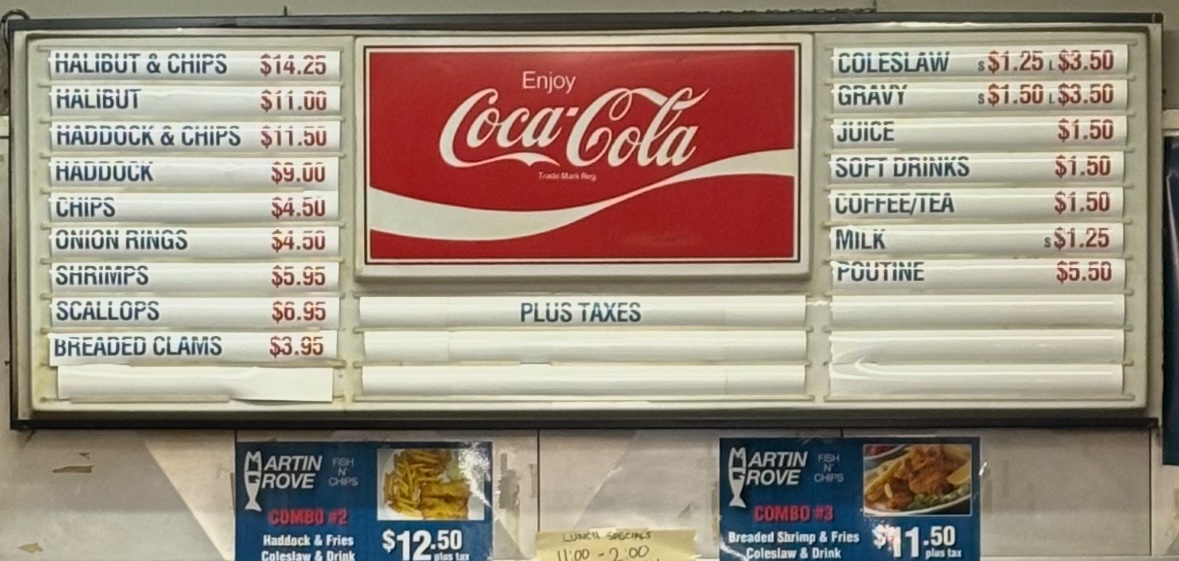 HALIBUT & CHIPS $14.25
HALIBUT $11.00
HADDOCK & CHIPS $11.50
HADDOCK $9.00
CHIPS $4.50
ONION RINGS $4.50
SHRIMPS $5.95
SCALLOPS $6.95
BREADED CLAMS $3.95
Enjoy
Coca-Cola
Trade Mark Reg
PLUS TAXES
COLESLAW S $1.25 L $3.50
GRAVY S $1.50 L $3.50
JUICE $1.50
SOFT DRINKS $1.50
COFFEE/TEA $1.50
MILK S $1.25
POUTINE $5.50
MARTIN GROVE FISH N' CHIPS
COMBO #2
Haddock & Fries
Coleslaw & Drink
$12.50
plus tax
LUNCH SPECIALS
11:00 - 2:00
MARTIN GROVE FISH N' CHIPS
COMBO #3
Breaded Shrimp & Fries
Coleslaw & Drink
$11.50
plus tax